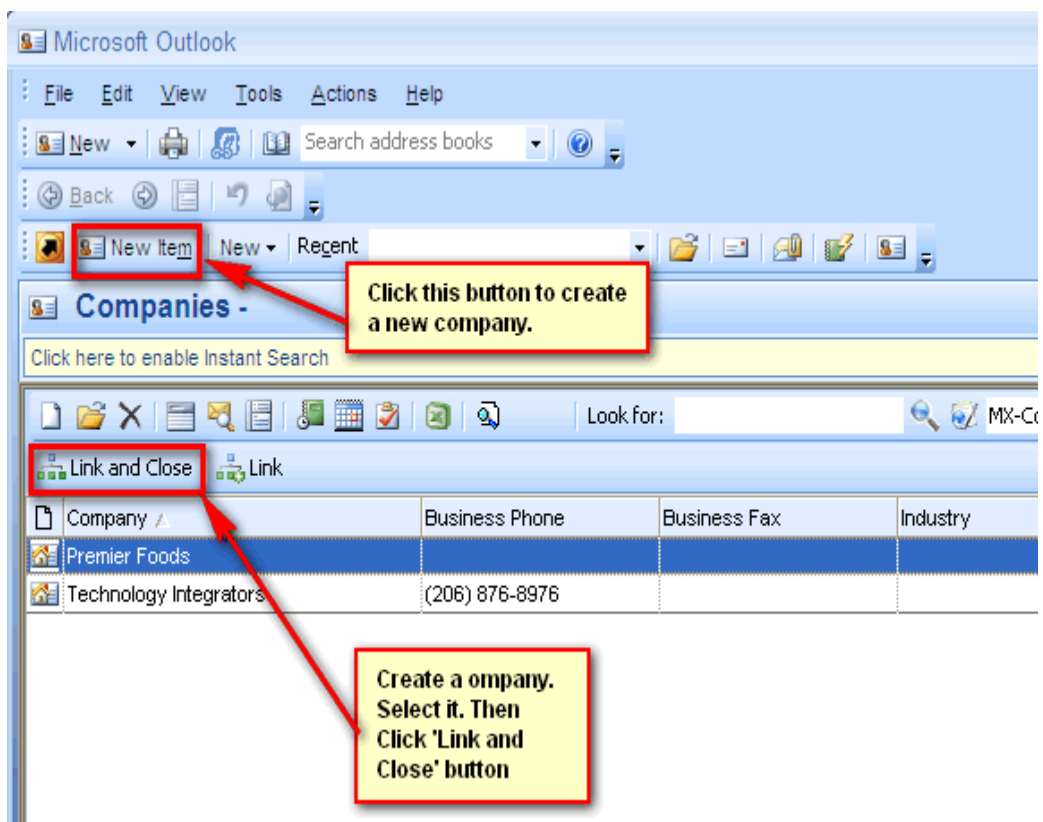 Microsoft Outlook
File Edit View Tools Actions Help
New Search address books
Back
New Item New Recent
Click this button to create
a new company.
Companies -
Click here to enable Instant Search
Look for: MX-Co
Link and Close Link
Company Business Phone Business Fax Industry
Premier Foods
Technology Integrators (206) 876-8976
Create a ompany.
Select it. Then
Click 'Link and
Close' button